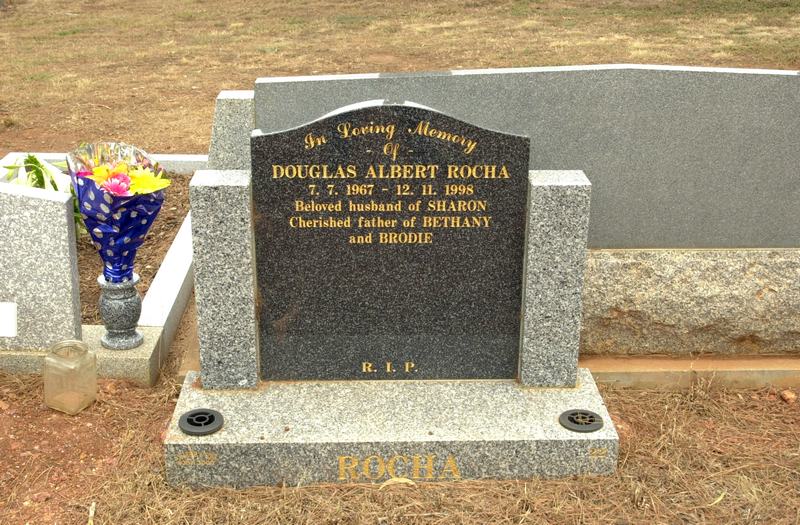 In Loving Memory
- Of -
DOUGLAS ALBERT ROCHA
7. 7. 1967 - 12. 11. 1998
Beloved husband of SHARON
Cherished father of BETHANY
and BRODIE
R. I. P.
ROCHA